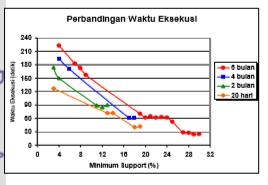 Perbandingan Waktu Eksekusi
Waktu Eksekusi (detik)
240
210
180
150
120
90
60
30
0
0 4 8 12 16 20 24 28 32
Minimum Support (%)
6 bulan
4 bulan
2 bulan
20 hari